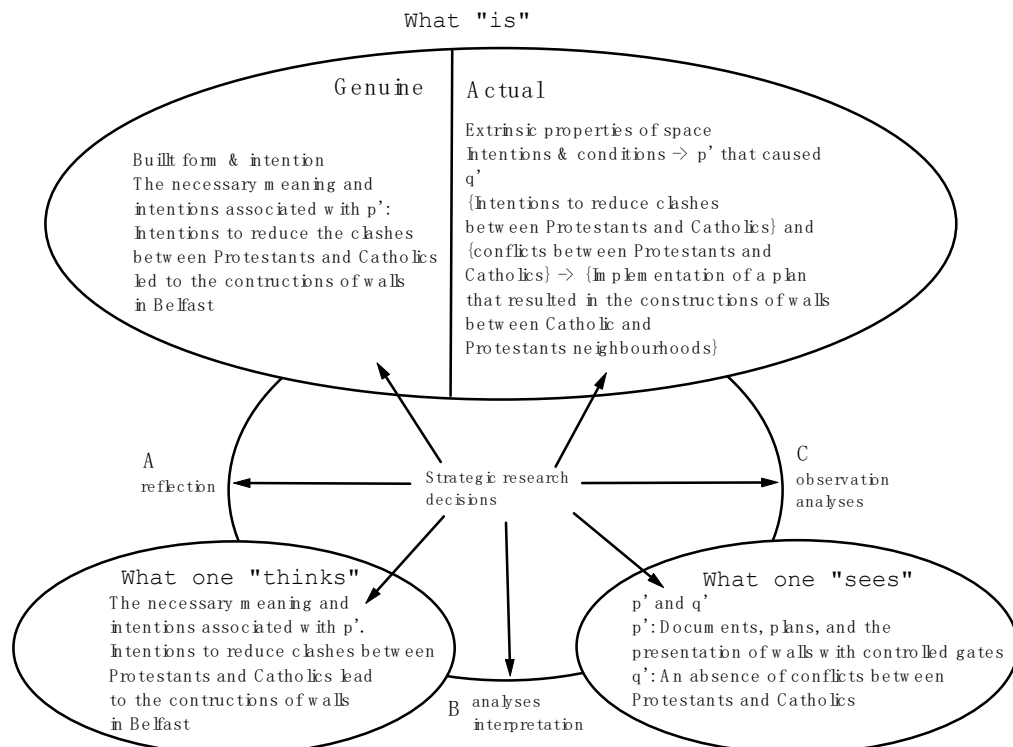 What "is"
Genuine
Builtt form & intention
The necessary meaning and
intentions associated with p’:
Intentions to reduce the clashes
between Protestants and Catholics
led to the contructions of walls
in Belfast
Actual
Extrinsic properties of space
Intentions & conditions -> p’ that caused
q’
{Intentions to reduce clashes
between Protestants and Catholics} and
{conflicts between Protestants and
Catholics} -> {Implementation of a plan
that resulted in the constructions of walls
between Catholic and
Protestants neighbourhoods}
A
reflection
Strategic research
decisions
C
observation
analyses
What one "thinks"
The necessary meaning and
intentions associated with p’.
Intentions to reduce clashes between
Protestants and Catholics lead
to the contructions of walls
in Belfast
B
analyses
interpretation
What one "sees"
p’ and q’
p’: Documents, plans, and the
presentation of walls with controlled gates
q’: An absence of conflicts between
Protestants and Catholics